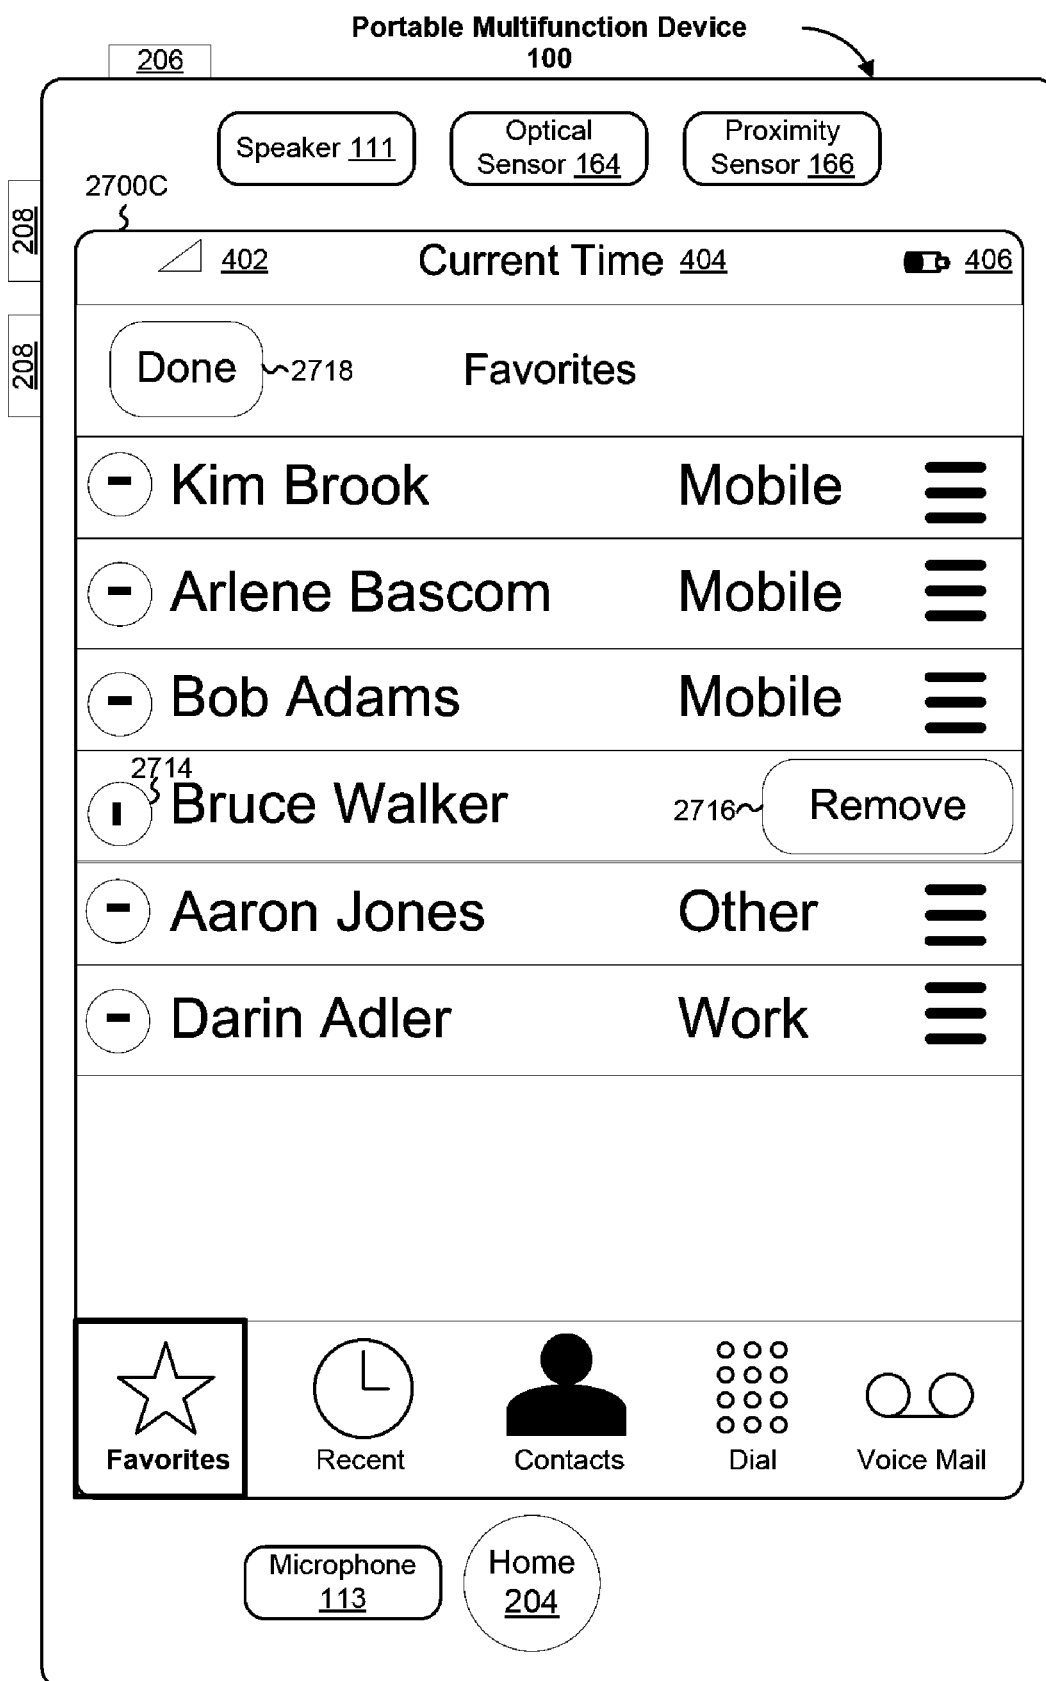 Portable Multifunction Device
100
206
Speaker 111
Optical
Sensor 164
Proximity
Sensor 166
2700C
208
402
Current Time 404
406
208
Done
2718
Favorites
- Kim Brook Mobile
- Arlene Bascom Mobile
- Bob Adams Mobile
2714
Bruce Walker
2716
Remove
- Aaron Jones Other
- Darin Adler Work
Favorites
Recent
Contacts
Dial
Voice Mail
Microphone
113
Home
204